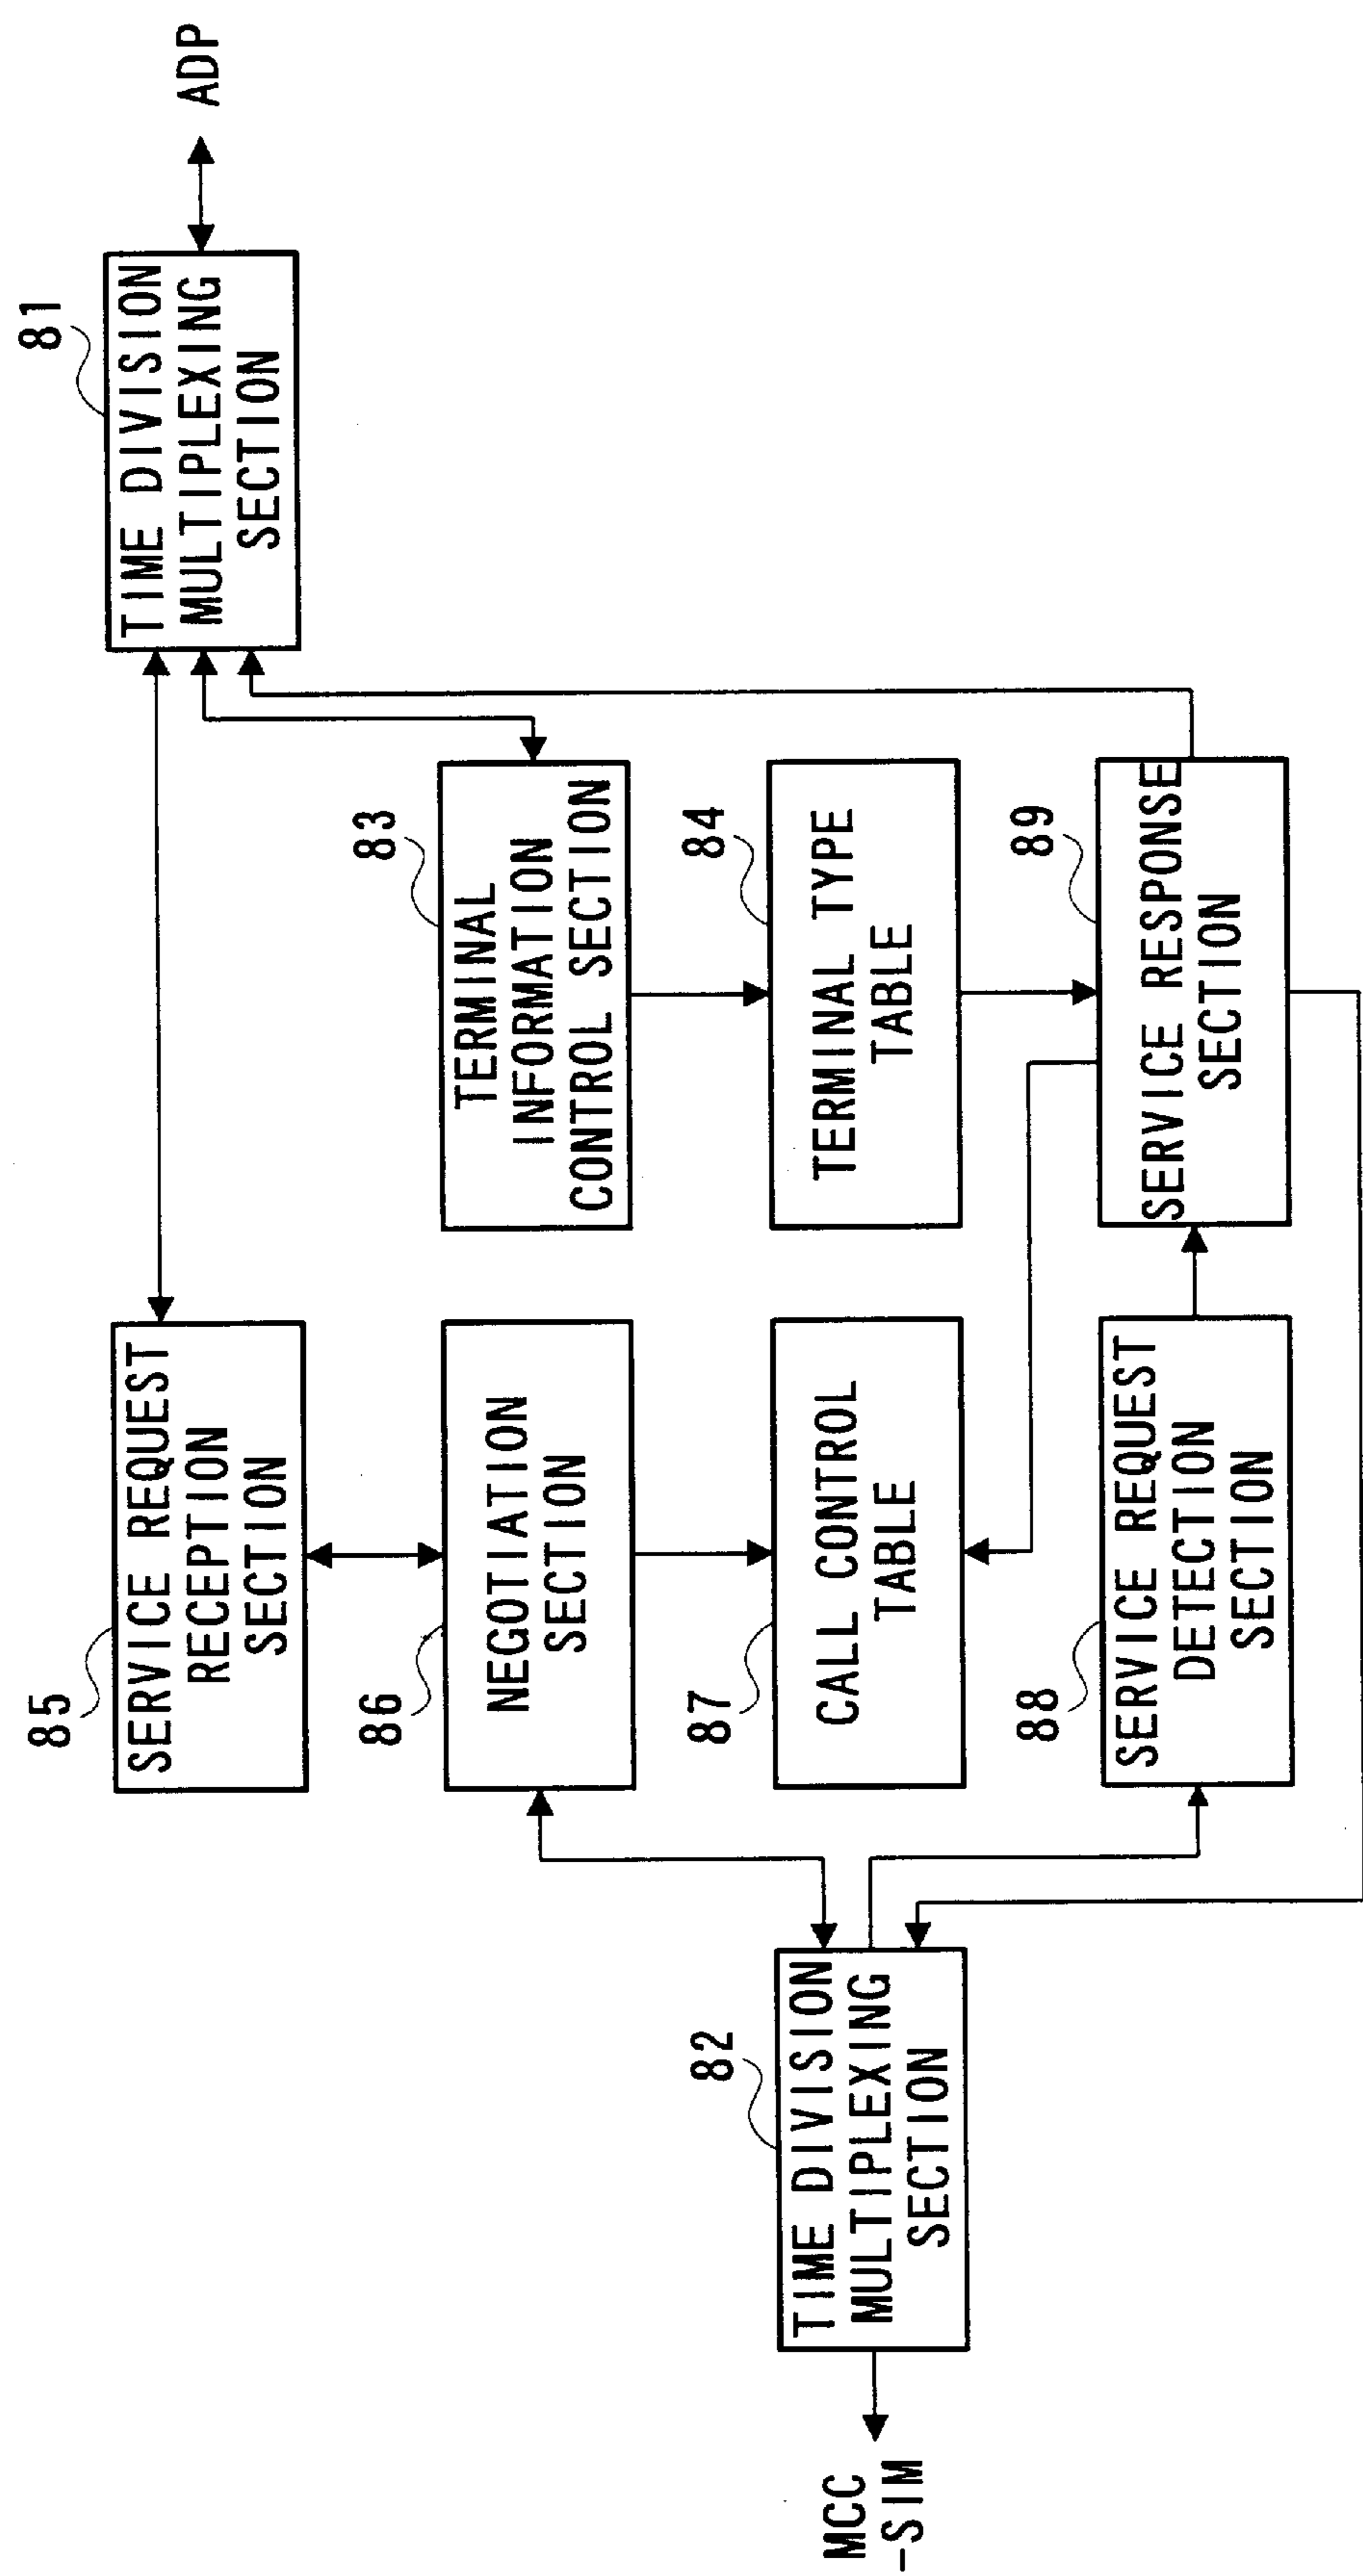 ADP
81
TIME DIVISION
MULTIPLEXING
SECTION
83
TERMINAL
INFORMATION
CONTROL SECTION
84
TERMINAL TYPE
TABLE
89
SERVICE RESPONSE
SECTION
85
SERVICE REQUEST
RECEPTION
SECTION
86
NEGOTIATION
SECTION
87
CALL CONTROL
TABLE
88
SERVICE REQUEST
DETECTION
SECTION
82
TIME DIVISION
MULTIPLEXING
SECTION
MCC
-SIM